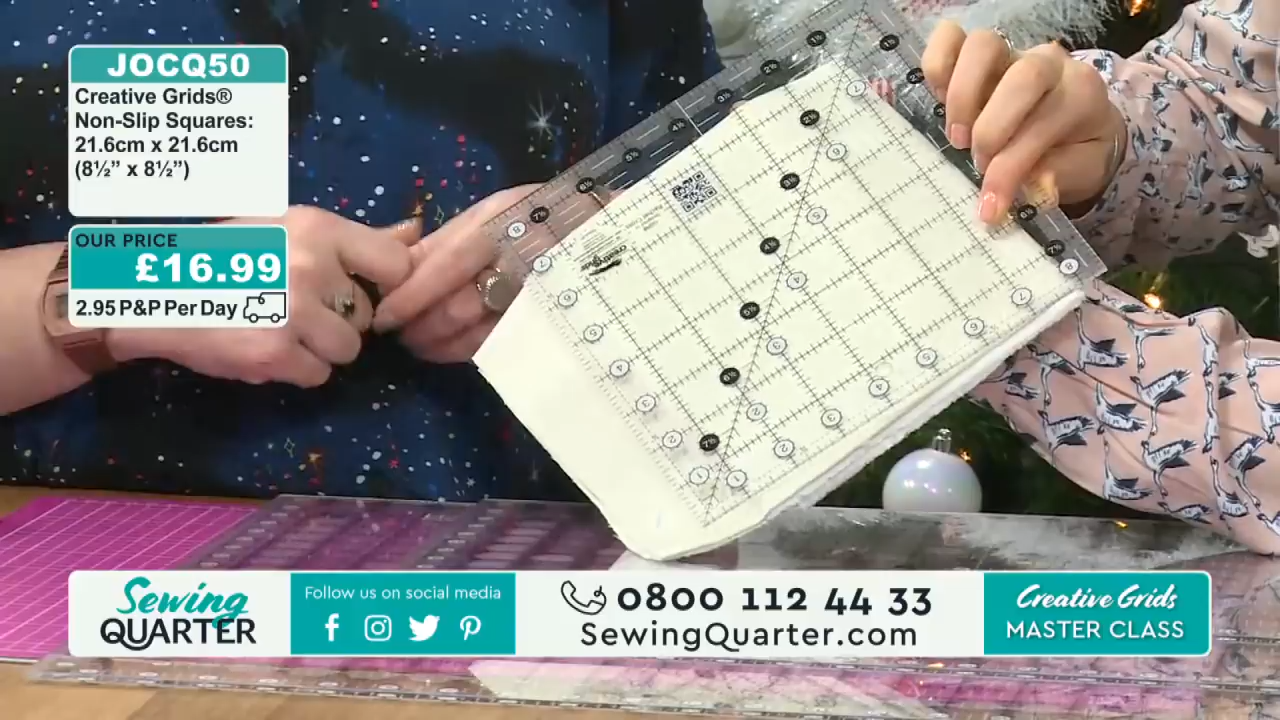 JOCQ50
Creative Grids®
Non-Slip Squares:
21.6cm x 21.6cm
(8½” x 8½”)
OUR PRICE
£16.99
2.95 P&P Per Day
Sewing
QUARTER
Follow us on social media
0800 112 44 33
SewingQuarter.com
Creative Grids
MASTER CLASS